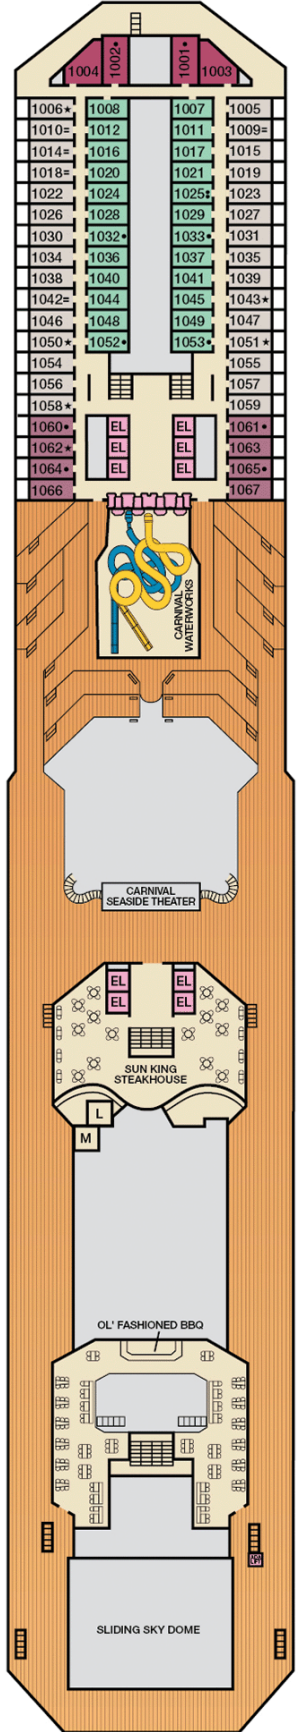 1004 1002• 1001• 1003
1006★ 1008 1007 1005
1010= 1012 1011 1009=
1014= 1016 1017 1015
1018= 1020 1021 1019
1022 1024 1025⁚ 1023
1026 1028 1029 1027
1030 1032• 1033• 1031
1034 1036 1037 1035
1038 1040 1041 1039
1042= 1044 1045 1043★
1046 1048 1049 1047
1050★ 1052• 1053• 1051★
1054 1055
1056 1057
1058★ 1059
1060• EL EL 1061•
1062★ EL EL 1063
1064• EL EL 1065•
1066 1067
CARNIVAL
WATERWORKS
CARNIVAL
SEASIDE THEATER
EL EL
EL EL
SUN KING
STEAKHOUSE
L
M
OL' FASHIONED BBQ
SLIDING SKY DOME